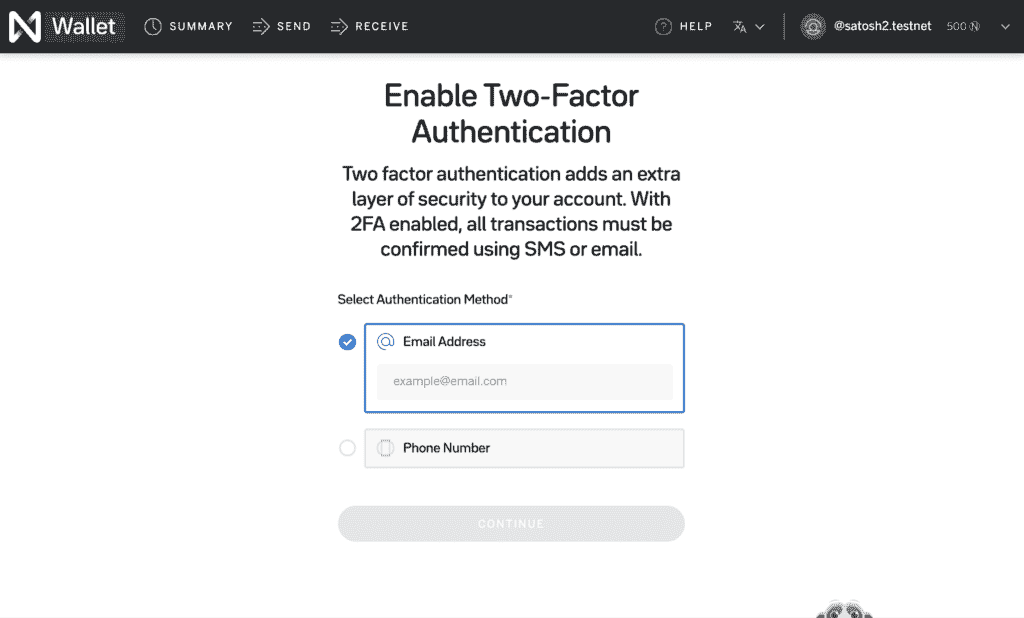 Wallet SUMMARY SEND RECEIVE HELP @satosh2.testnet 500
Enable Two-Factor
Authentication
Two factor authentication adds an extra
layer of security to your account. With
2FA enabled, all transactions must be
confirmed using SMS or email.
Select Authentication Method*
Email Address
example@email.com
Phone Number
CONTINUE